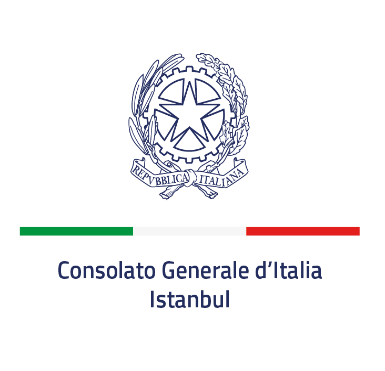 REPVBBLICA ITALIANA
Consolato Generale d'Italia
Istanbul